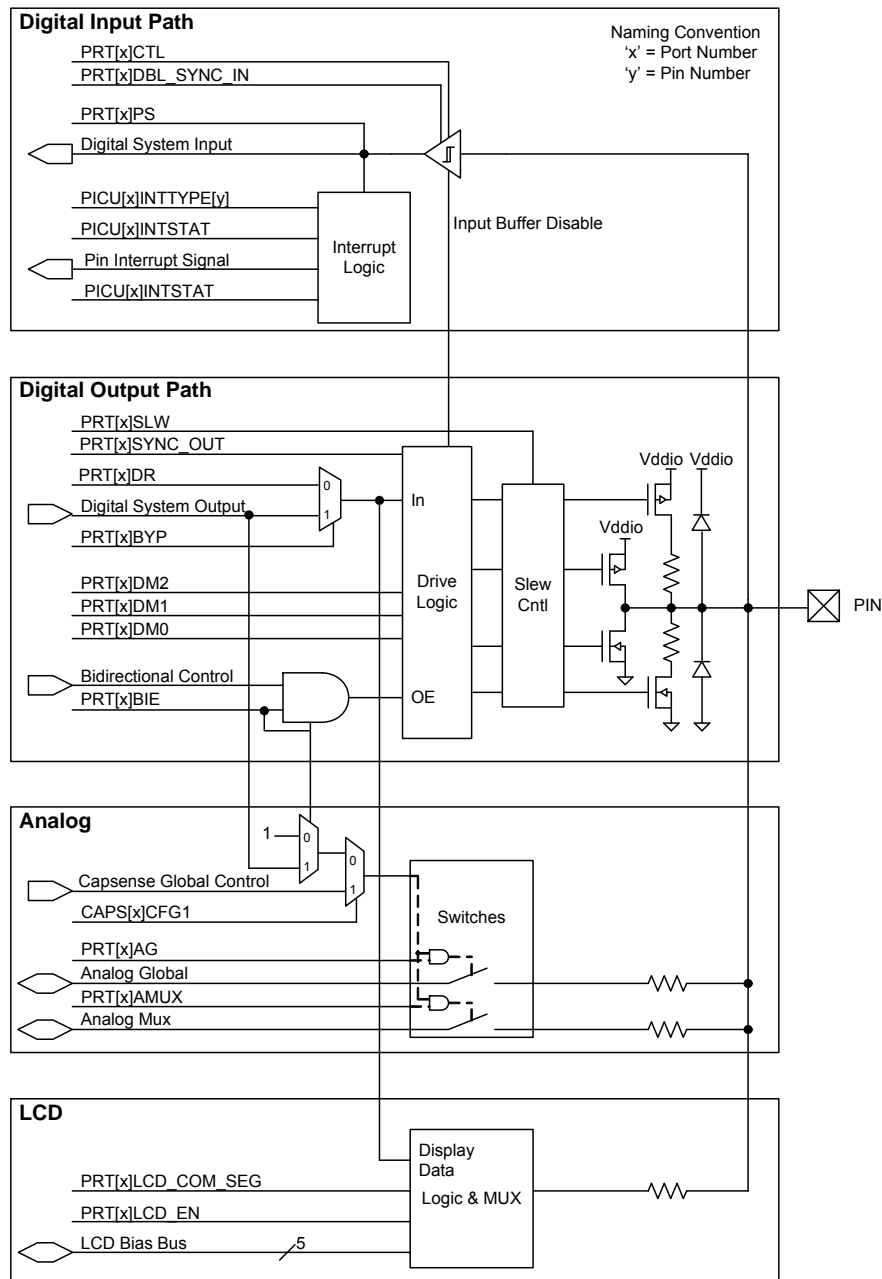 Digital Input Path
Naming Convention
'x' = Port Number
'y' = Pin Number
PRT[x]CTL
PRT[x]DBL_SYNC_IN
PRT[x]PS
Digital System Input
PICU[x]INTTYPE[y]
PICU[x]INTSTAT
Pin Interrupt Signal
PICU[x]INTSTAT
Interrupt
Logic
Input Buffer Disable
Digital Output Path
PRT[x]SLW
PRT[x]SYNC_OUT
PRT[x]DR
Digital System Output
PRT[x]BYP
0
1
PRT[x]DM2
PRT[x]DM1
PRT[x]DM0
Bidirectional Control
PRT[x]BIE
In
Drive
Logic
OE
Slew
Cntl
Vddio
Vddio
Vddio
PIN
Analog
1
0
1
0
1
Capsense Global Control
CAPS[x]CFG1
Switches
PRT[x]AG
Analog Global
PRT[x]AMUX
Analog Mux
LCD
Display
Data
Logic & MUX
PRT[x]LCD_COM_SEG
PRT[x]LCD_EN
LCD Bias Bus
5